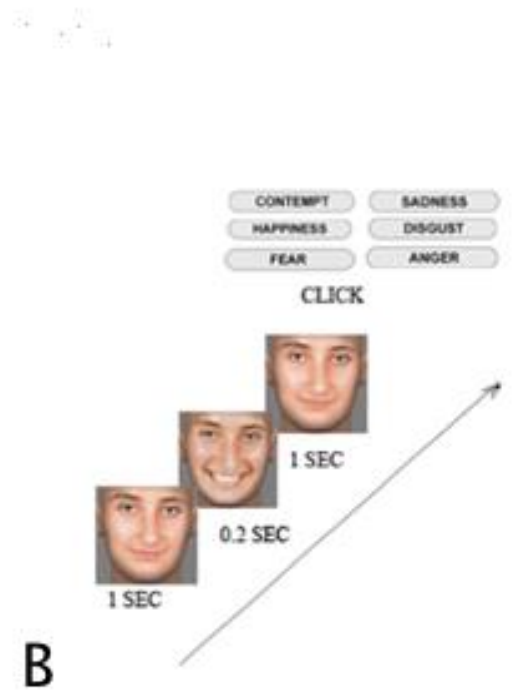 CONTEMPT SADNESS
HAPPINESS DISGUST
FEAR ANGER
CLICK
1 SEC
0.2 SEC
1 SEC
B